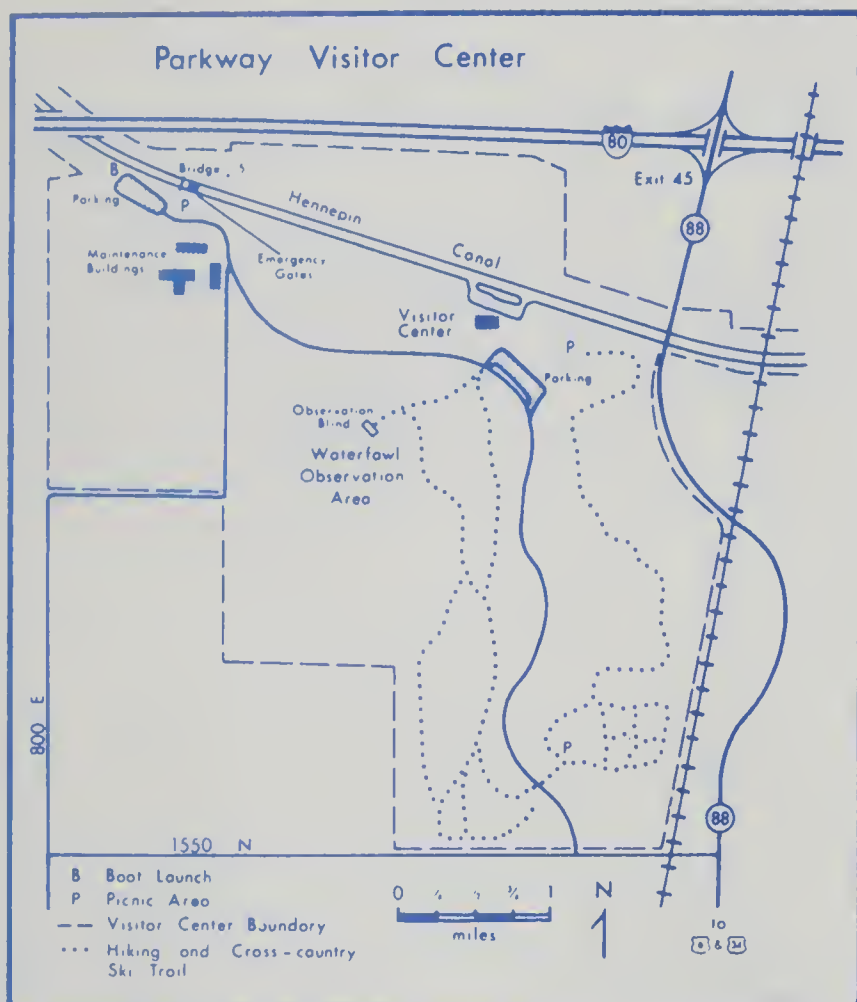 Parkway Visitor Center
80
Exit 45
88
B
Bridge
Parking
P
Hennepin
Canal
Maintenance
Buildings
Emergency
Gates
Visitor
Center
P
Parking
Observation
Blind
Waterfowl
Observation
Area
800 E
P
88
1550 N
B Boat Launch
P Picnic Area
Visitor Center Boundary
Hiking and Cross-country
Ski Trail
0 ¼ ½ ¾ 1
miles
N
to
6 & 34